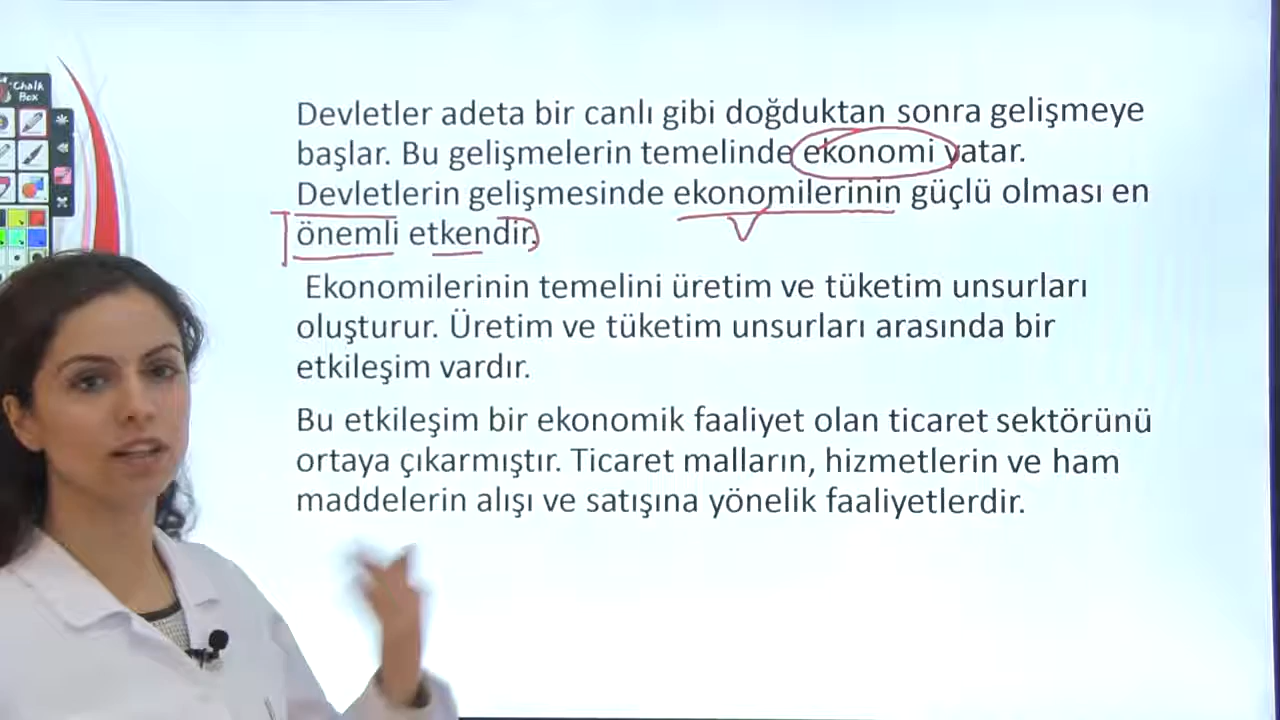 Chalk
Box
Devletler adeta bir canlı gibi doğduktan sonra gelişmeye
başlar. Bu gelişmelerin temelinde ekonomi yatar.
Devletlerin gelişmesinde ekonomilerinin güçlü olması en
önemli etkendir.
Ekonomilerinin temelini üretim ve tüketim unsurları
oluşturur. Üretim ve tüketim unsurları arasında bir
etkileşim vardır.
Bu etkileşim bir ekonomik faaliyet olan ticaret sektörünü
ortaya çıkarmıştır. Ticaret malların, hizmetlerin ve ham
maddelerin alışı ve satışına yönelik faaliyetlerdir.